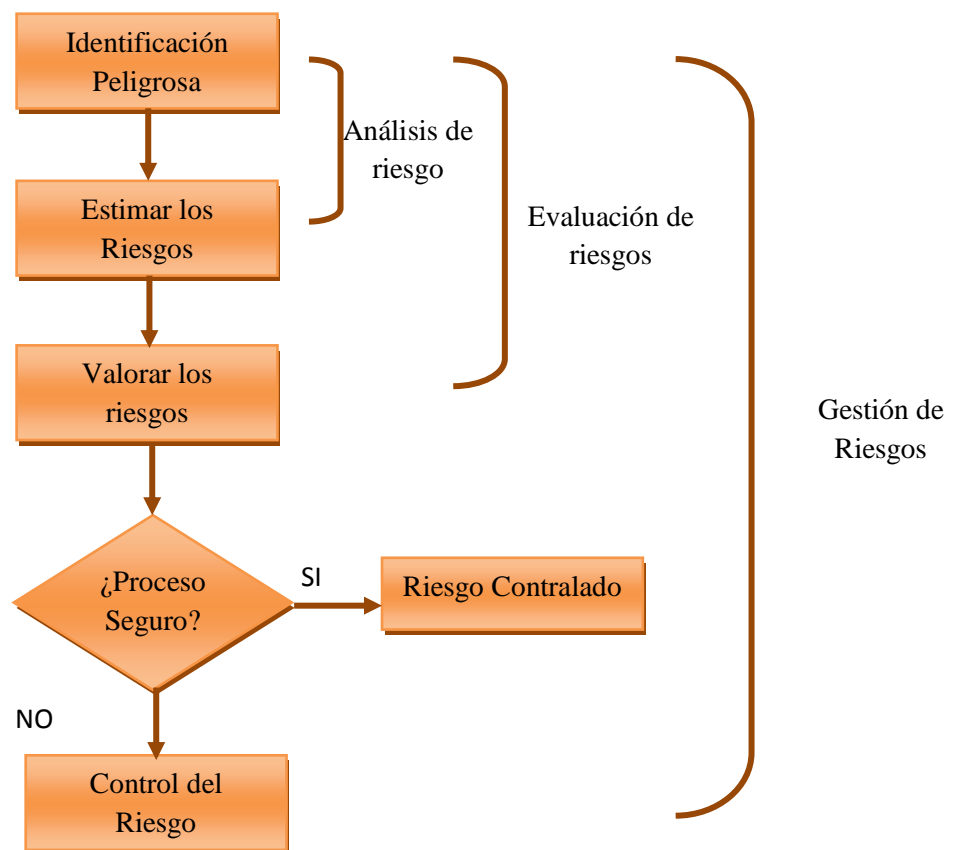 Identificación
Peligrosa
Análisis de
riesgo
Estimar los
Riesgos
Evaluación de
riesgos
Valorar los
riesgos
Gestión de
Riesgos
¿Proceso
Seguro?
SI
Riesgo Contralado
NO
Control del
Riesgo